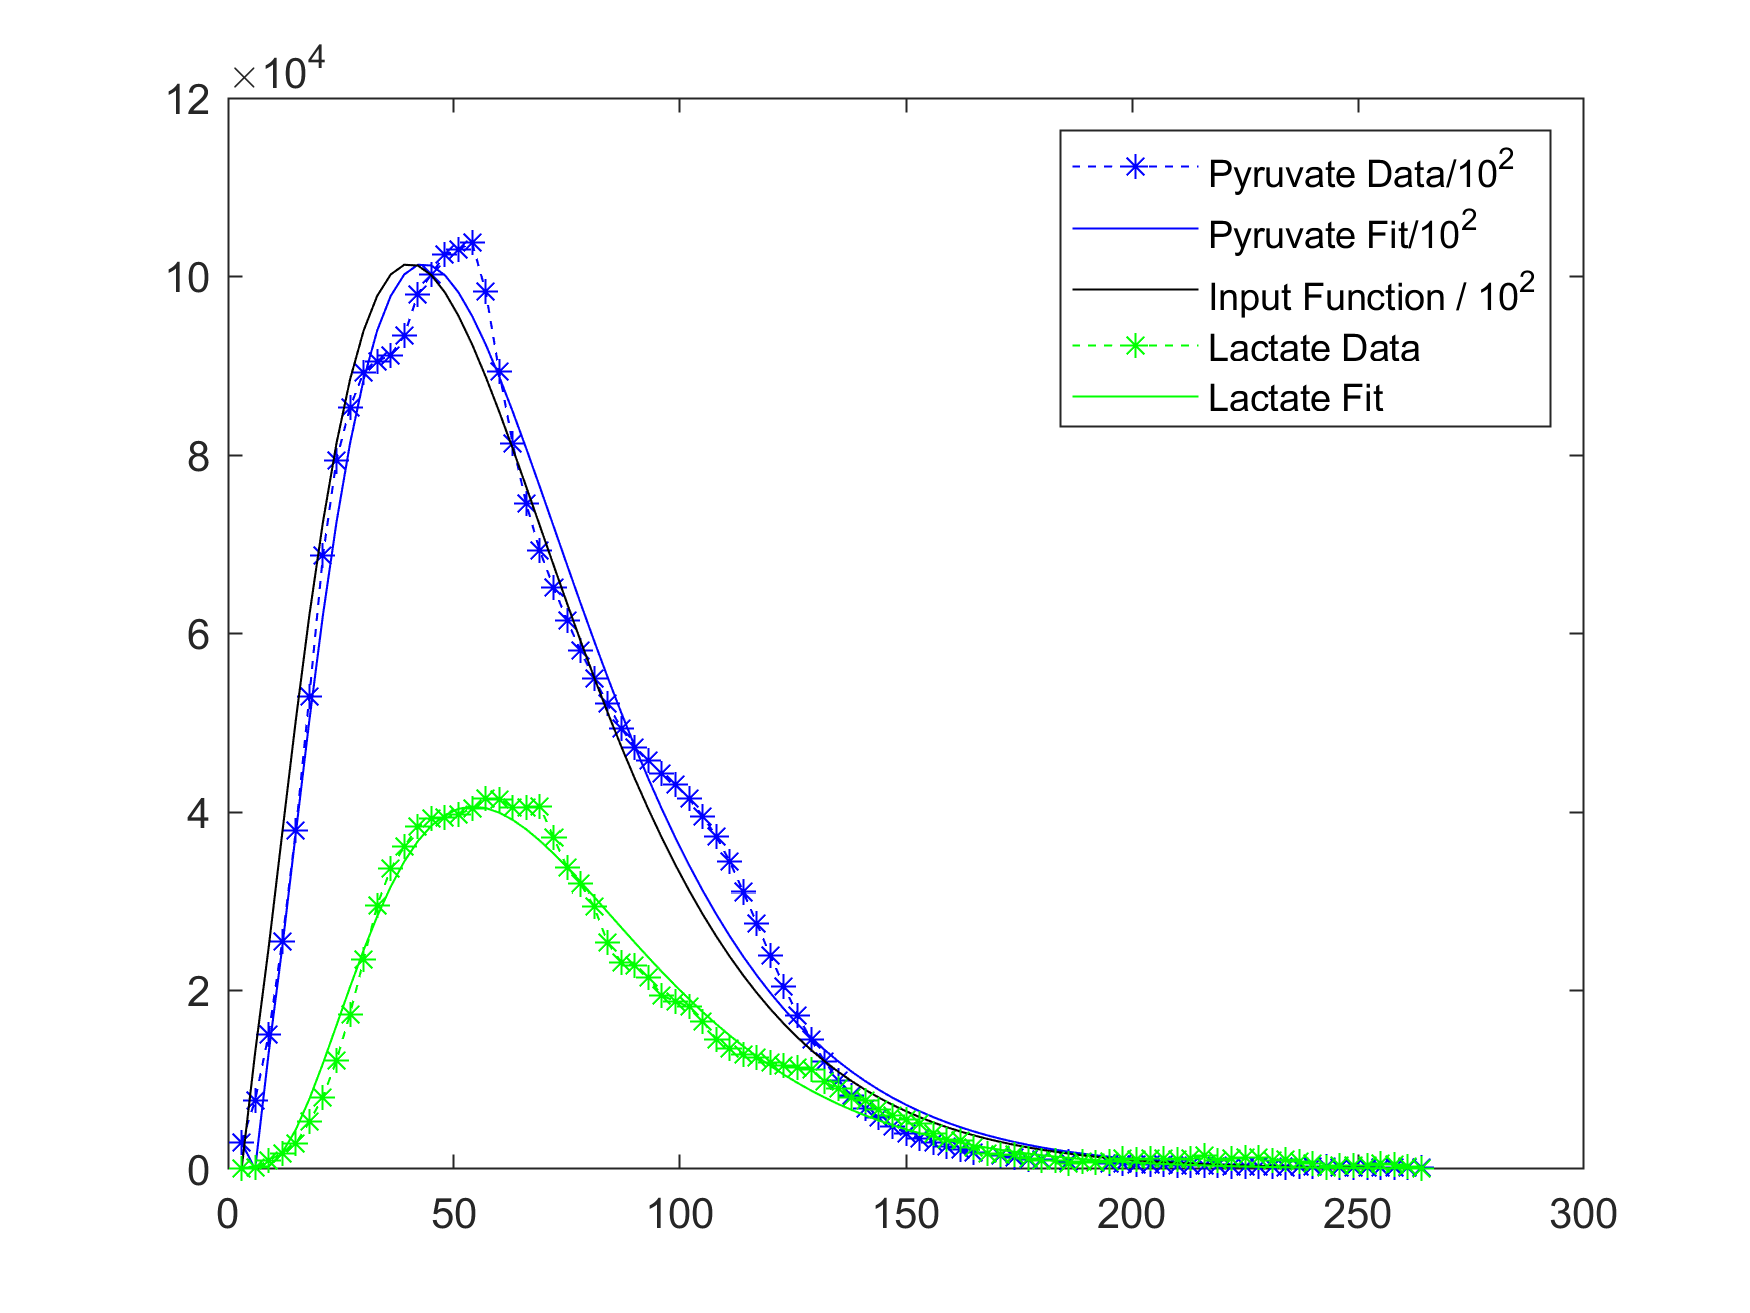 ×10^4
12
10
8
6
4
2
0
0 50 100 150 200 250 300
Pyruvate Data/10^2
Pyruvate Fit/10^2
Input Function / 10^2
Lactate Data
Lactate Fit